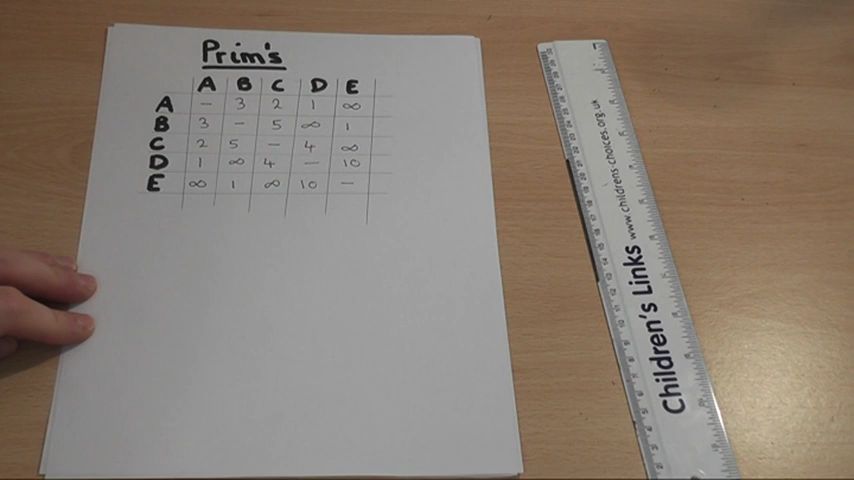 Prim's
A B C D E
A - 3 2 1 ∞
B 3 - 5 ∞ 1
C 2 5 - 4 ∞
D 1 ∞ 4 - 10
E ∞ 1 ∞ 10 -
Children's Links www.childrens-choices.org.uk